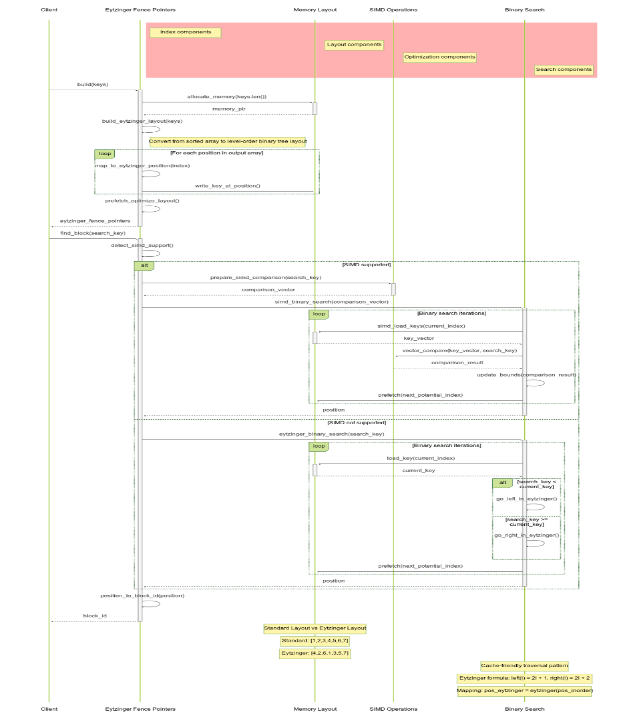 Client
Eytzinger Fence Pointers
Memory Layout
SIMD Operations
Binary Search
Index components
Layout components
Optimization components
Search components
build(keys)
allocate_memory(keys.len())
memory_ptr
build_eytzinger_layout(keys)
Convert from sorted array to level-order binary tree layout
loop
[For each position in output array]
map_to_eytzinger_position(index)
write_key_at_position()
prefetch_optimize_layout()
eytzinger_fence_pointers
find_block(search_key)
detect_simd_support()
alt
[SIMD supported]
prepare_simd_comparison(search_key)
comparison_vector
simd_binary_search(comparison_vector)
loop
[Binary search iterations]
simd_load_keys(current_index)
key_vector
vector_compare(key_vector, search_key)
comparison_result
update_bounds(comparison_result)
prefetch(next_potential_index)
position
[SIMD not supported]
eytzinger_binary_search(search_key)
loop
[Binary search iterations]
load_key(current_index)
current_key
alt
[search_key <
current_key]
go_left_in_eytzinger()
[search_key >=
current_key]
go_right_in_eytzinger()
prefetch(next_potential_index)
position
position_to_block_id(position)
block_id
Standard Layout vs Eytzinger Layout
Standard: [1,2,3,4,5,6,7]
Eytzinger: [4,2,6,1,3,5,7]
Cache-friendly traversal pattern
Eytzinger formula: left(i) = 2i + 1, right(i) = 2i + 2
Mapping: pos_eytzinger = eytzinger(pos_inorder)
Client
Eytzinger Fence Pointers
Memory Layout
SIMD Operations
Binary Search